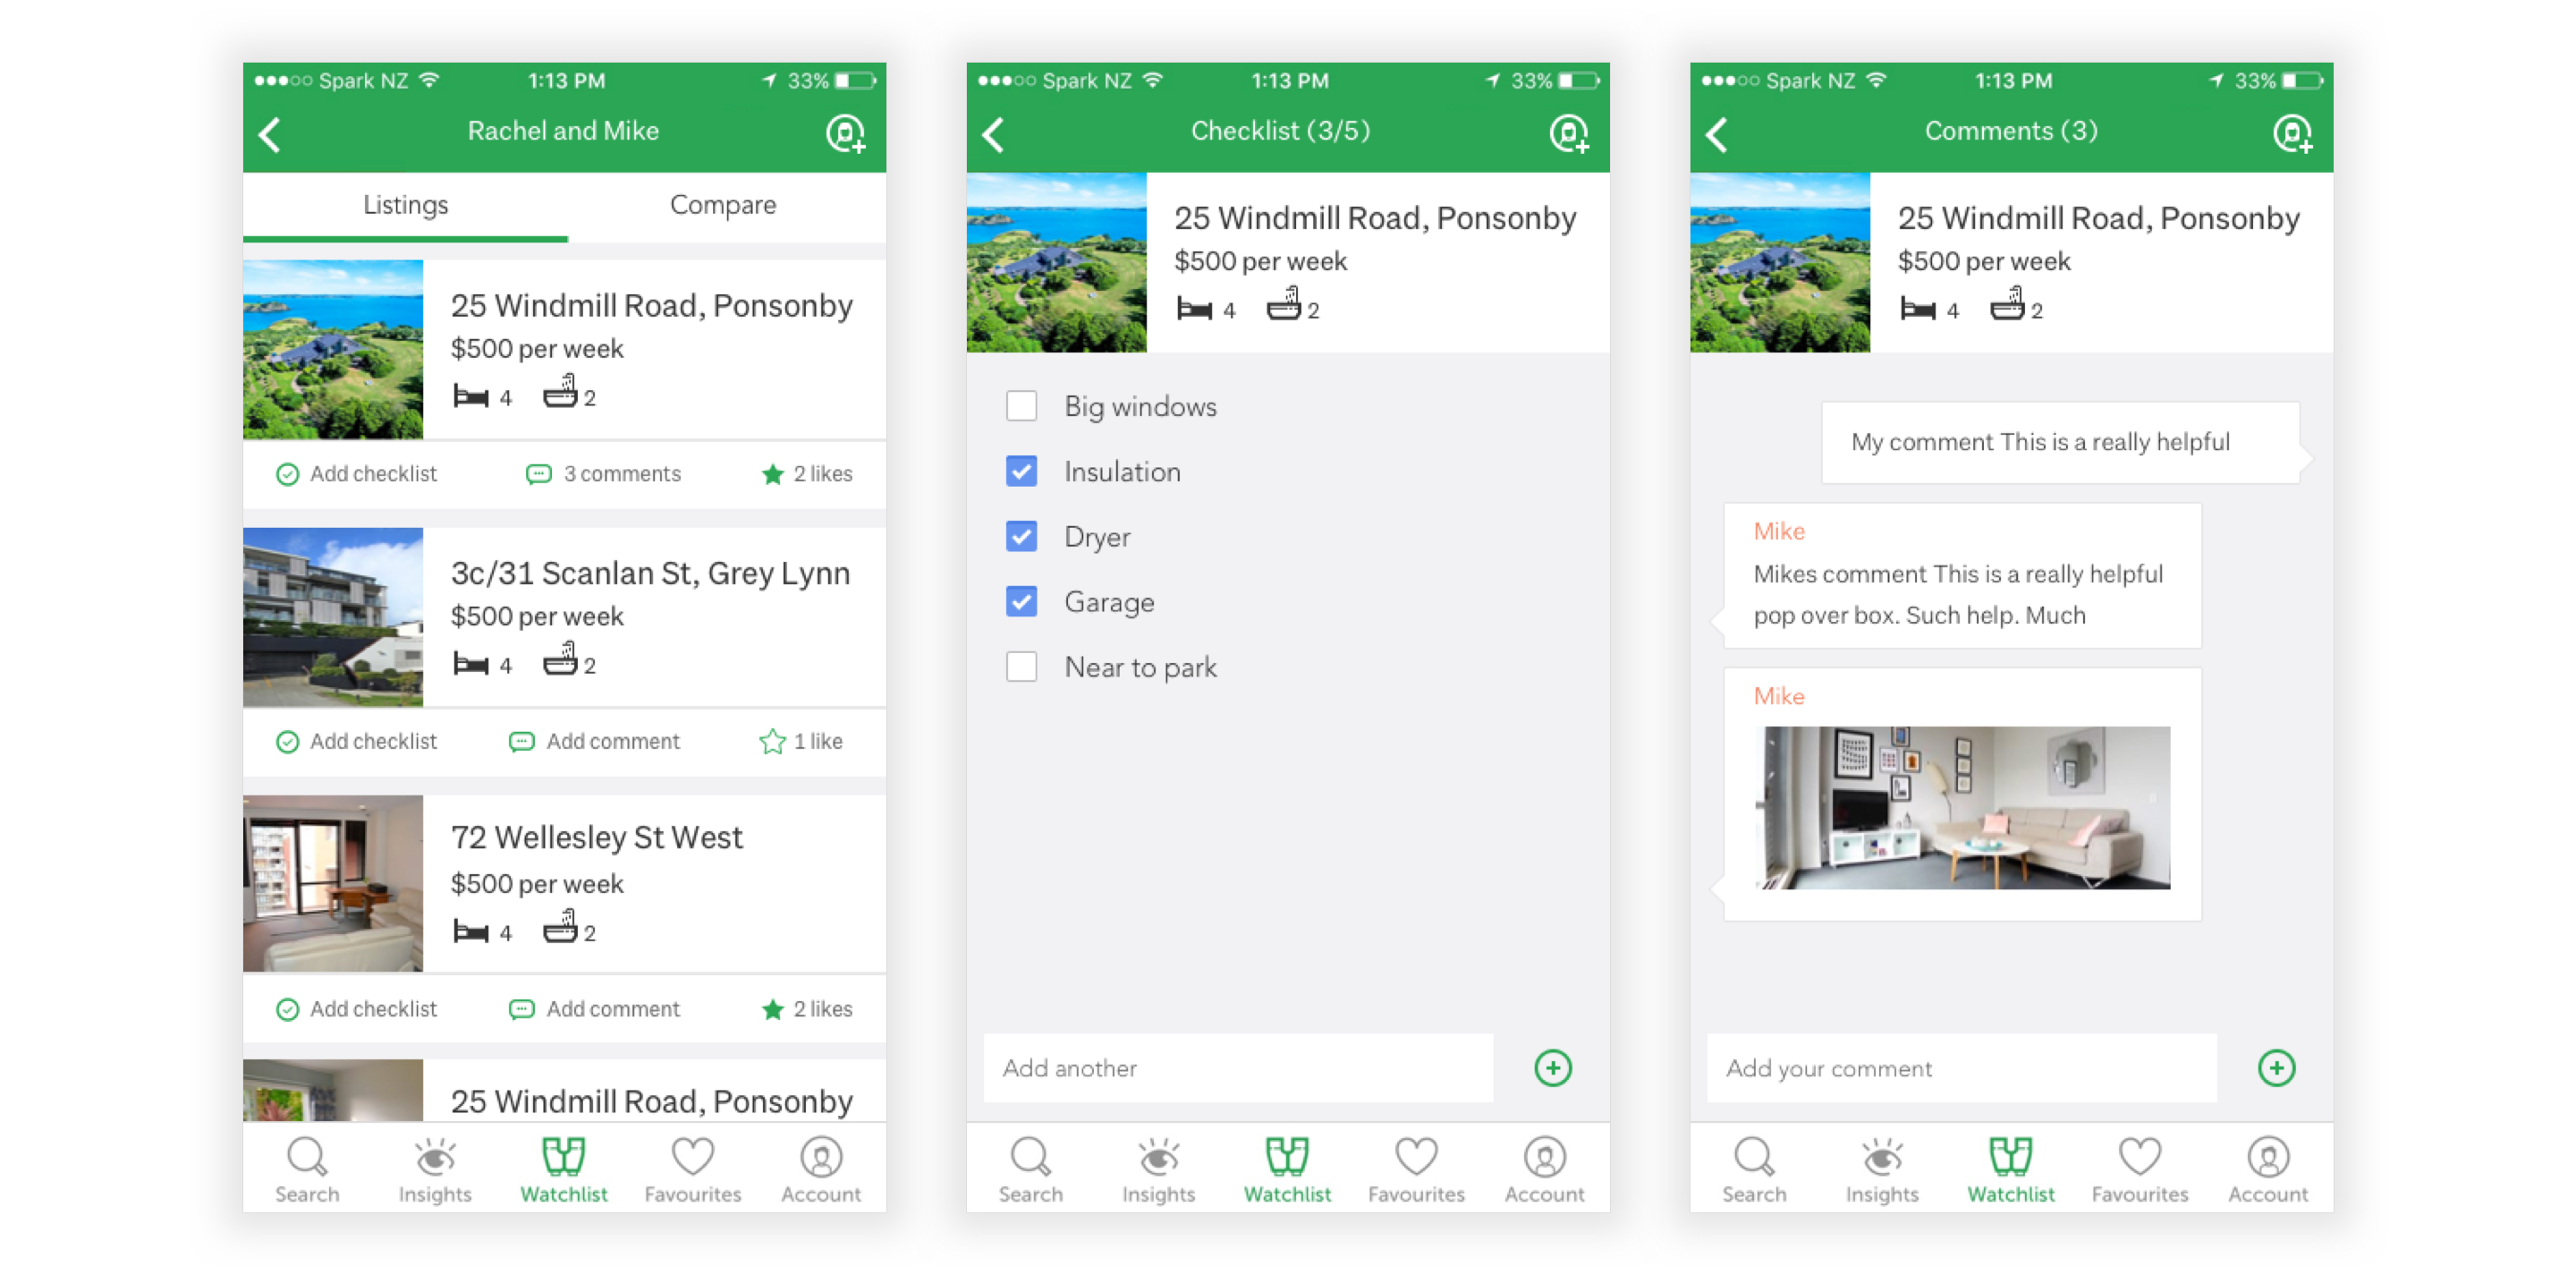 Spark NZ 1:13 PM 33%
Rachel and Mike
Listings Compare
25 Windmill Road, Ponsonby
$500 per week
4 2
Add checklist 3 comments 2 likes
3c/31 Scanlan St, Grey Lynn
$500 per week
4 2
Add checklist Add comment 1 like
72 Wellesley St West
$500 per week
4 2
Add checklist Add comment 2 likes
25 Windmill Road, Ponsonby
Search Insights Watchlist Favourites Account
Spark NZ 1:13 PM 33%
Checklist (3/5)
25 Windmill Road, Ponsonby
$500 per week
4 2
Big windows
Insulation
Dryer
Garage
Near to park
Add another
Search Insights Watchlist Favourites Account
Spark NZ 1:13 PM 33%
Comments (3)
25 Windmill Road, Ponsonby
$500 per week
4 2
My comment This is a really helpful
Mike
Mikes comment This is a really helpful
pop over box. Such help. Much
Mike
Add your comment
Search Insights Watchlist Favourites Account